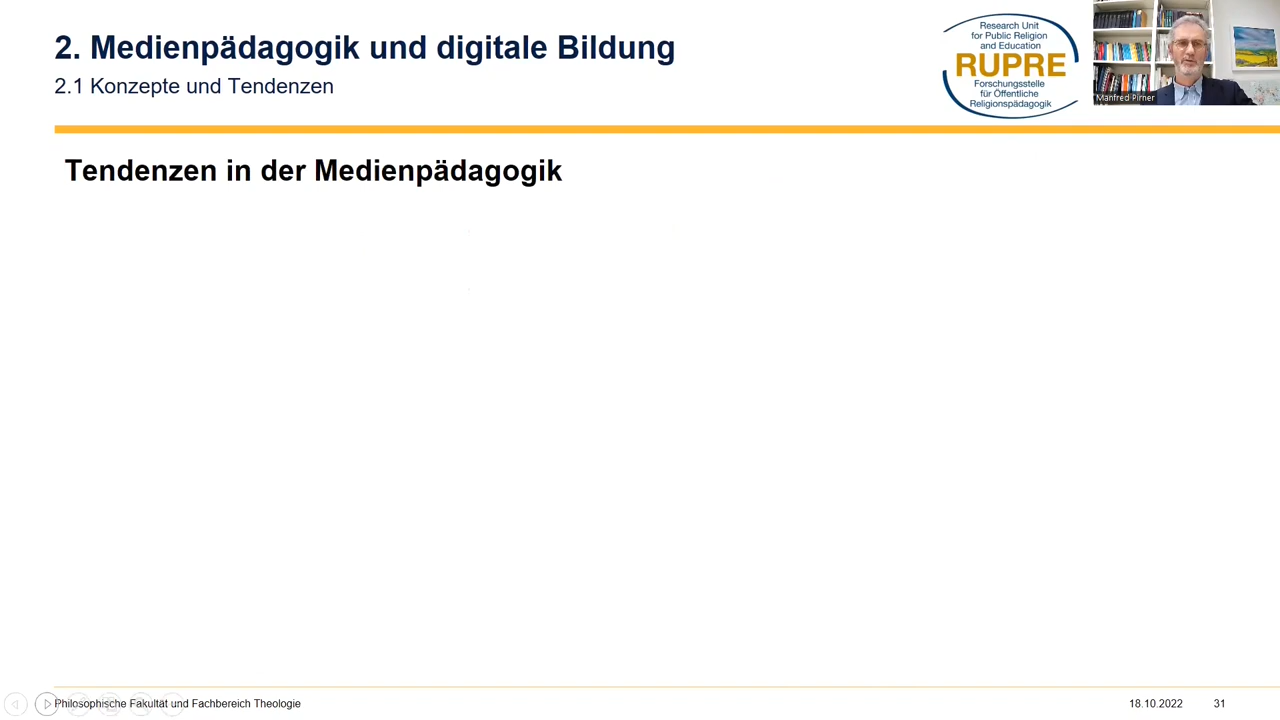 2. Medienpädagogik und digitale Bildung
2.1 Konzepte und Tendenzen
Research Unit
for Public Religion
and Education
RUPRE
Forschungsstelle
für Öffentliche
Religionspädagogik
Manfred Pirner
Tendenzen in der Medienpädagogik
Philosophische Fakultät und Fachbereich Theologie
18.10.2022
31